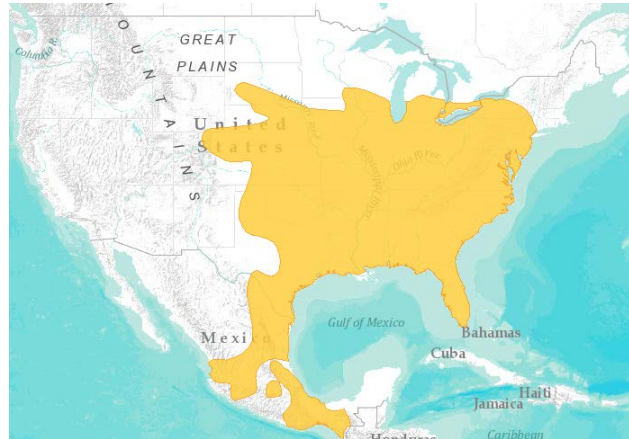 Columbia R.
GREAT
PLAINS
MOUNTAINS
Missouri River
United
States
Mississippi River
Ohio River
Gulf of Mexico
Mexico
Bahamas
Cuba
Haiti
Jamaica
Caribbean
Honduras